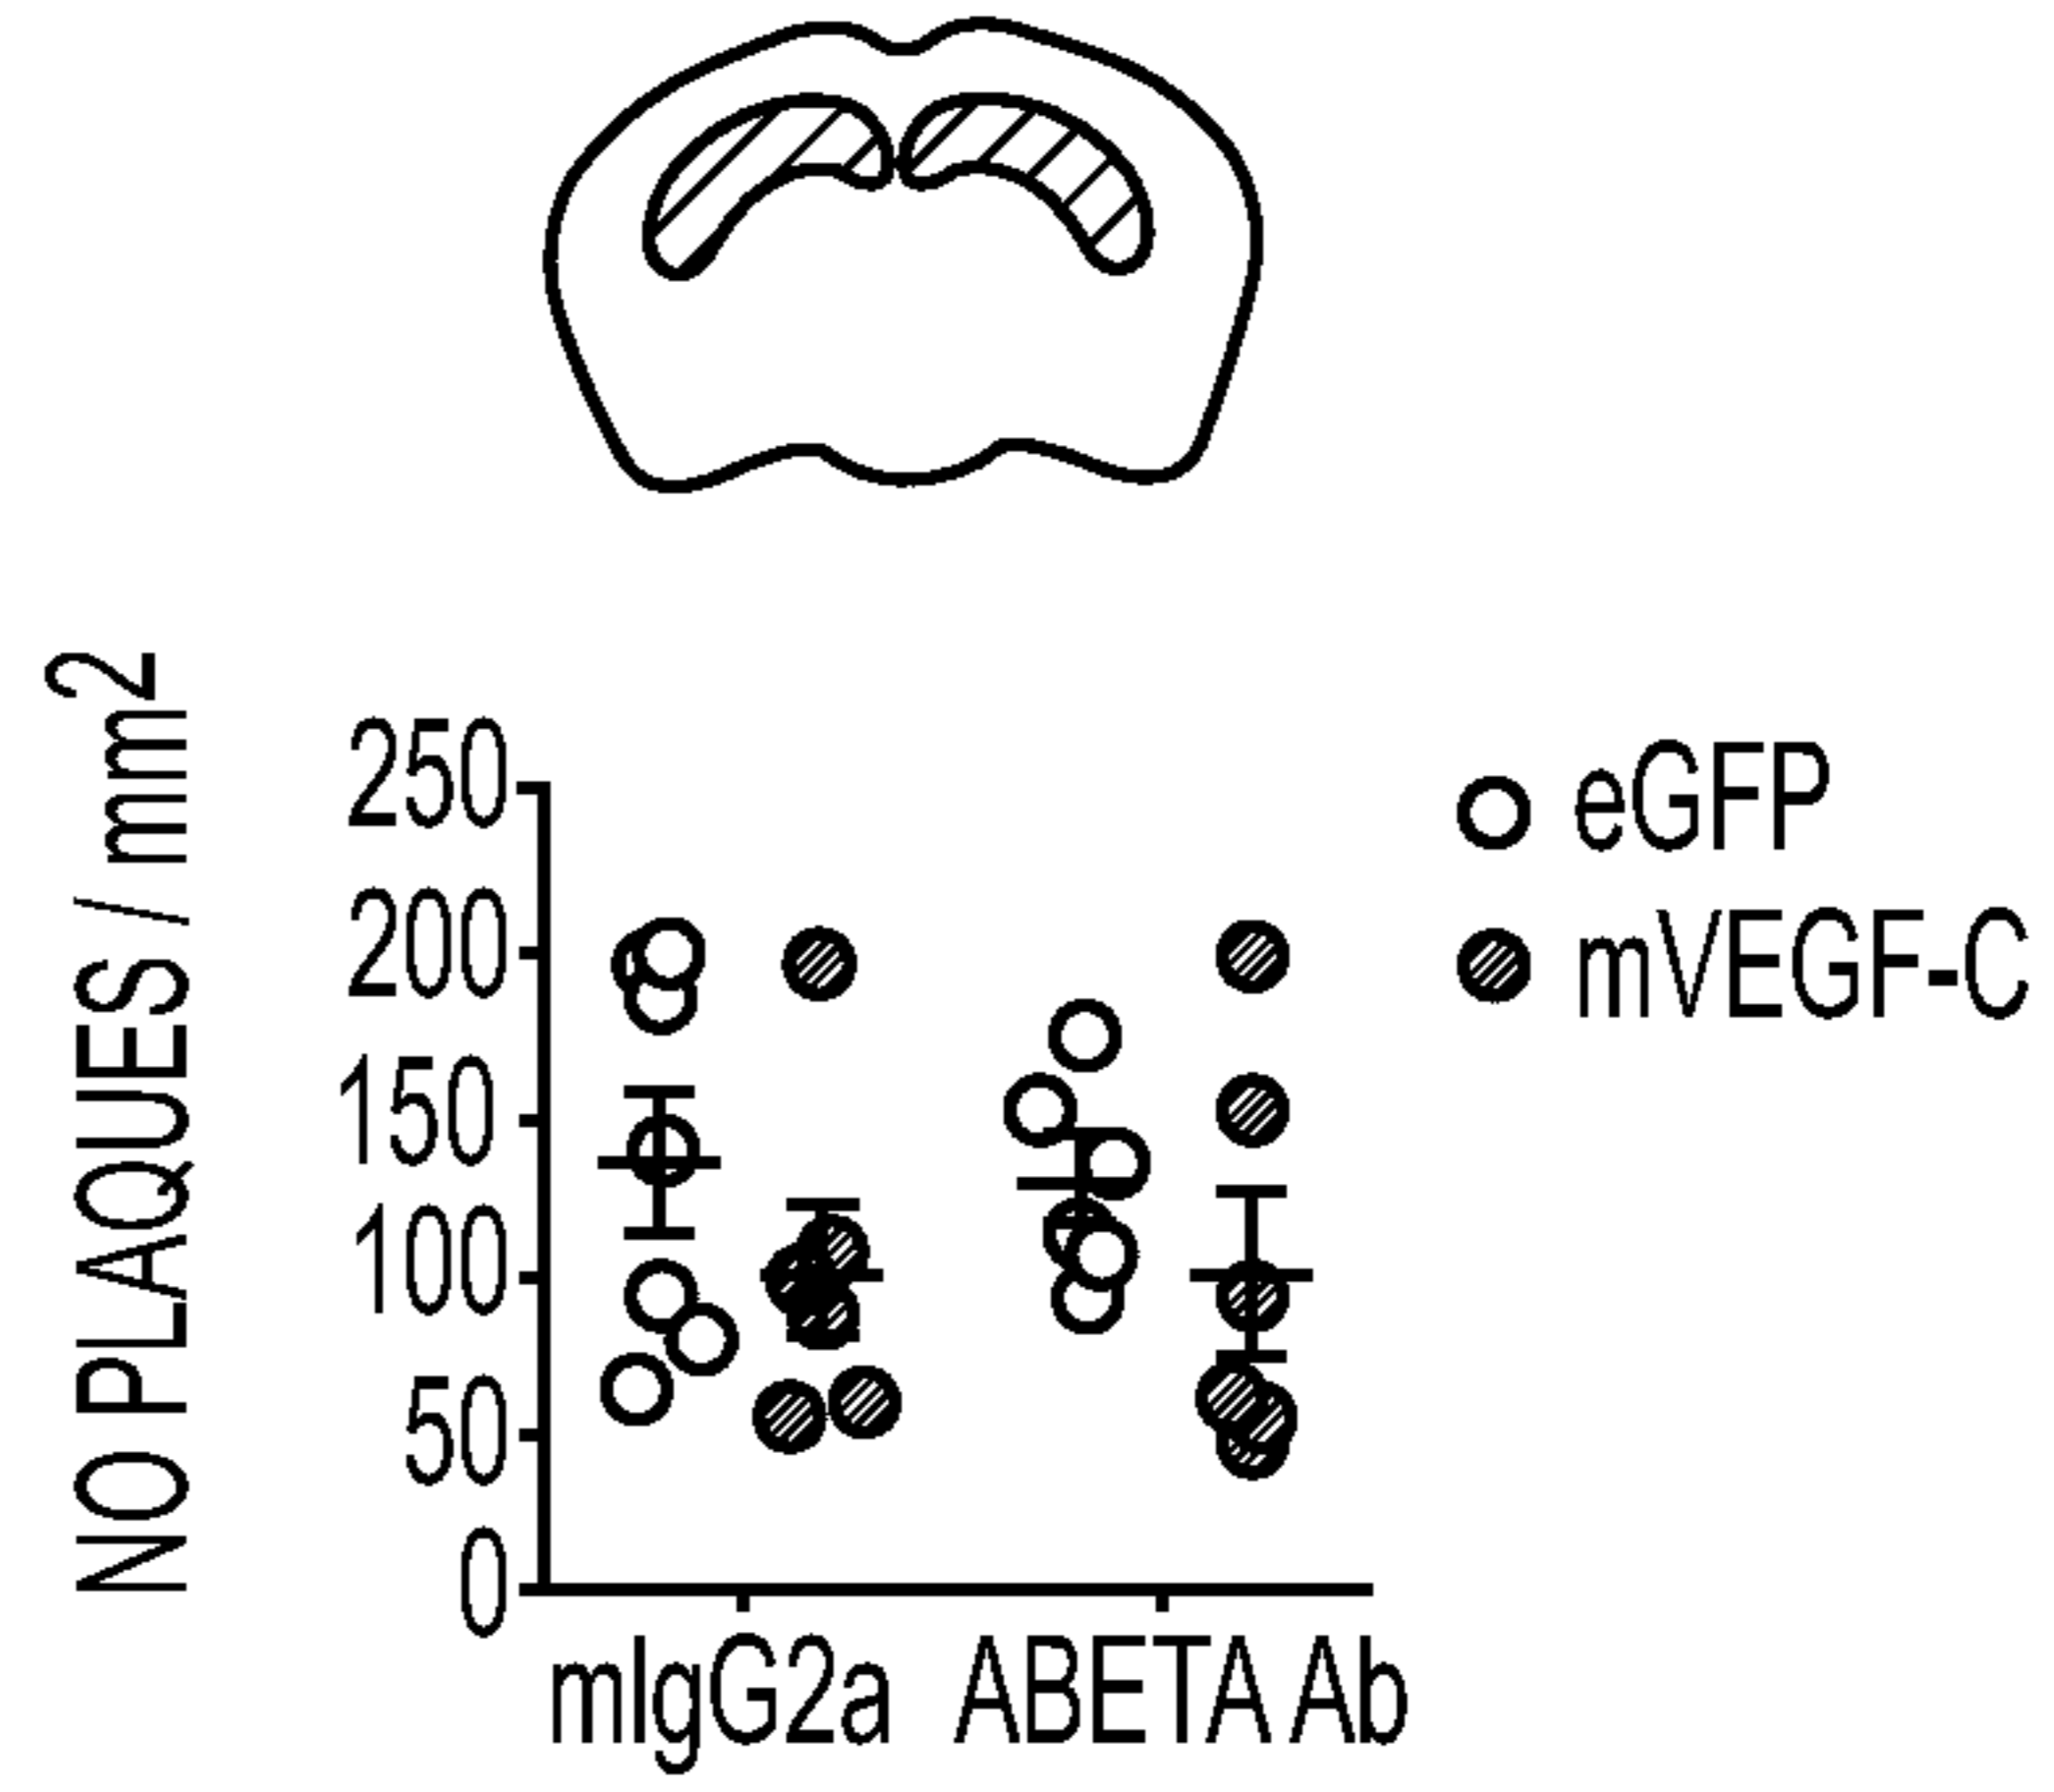 NO PLAQUES / mm2
250
200
150
100
50
0
mIgG2a
ABETA Ab
eGFP
mVEGF-C